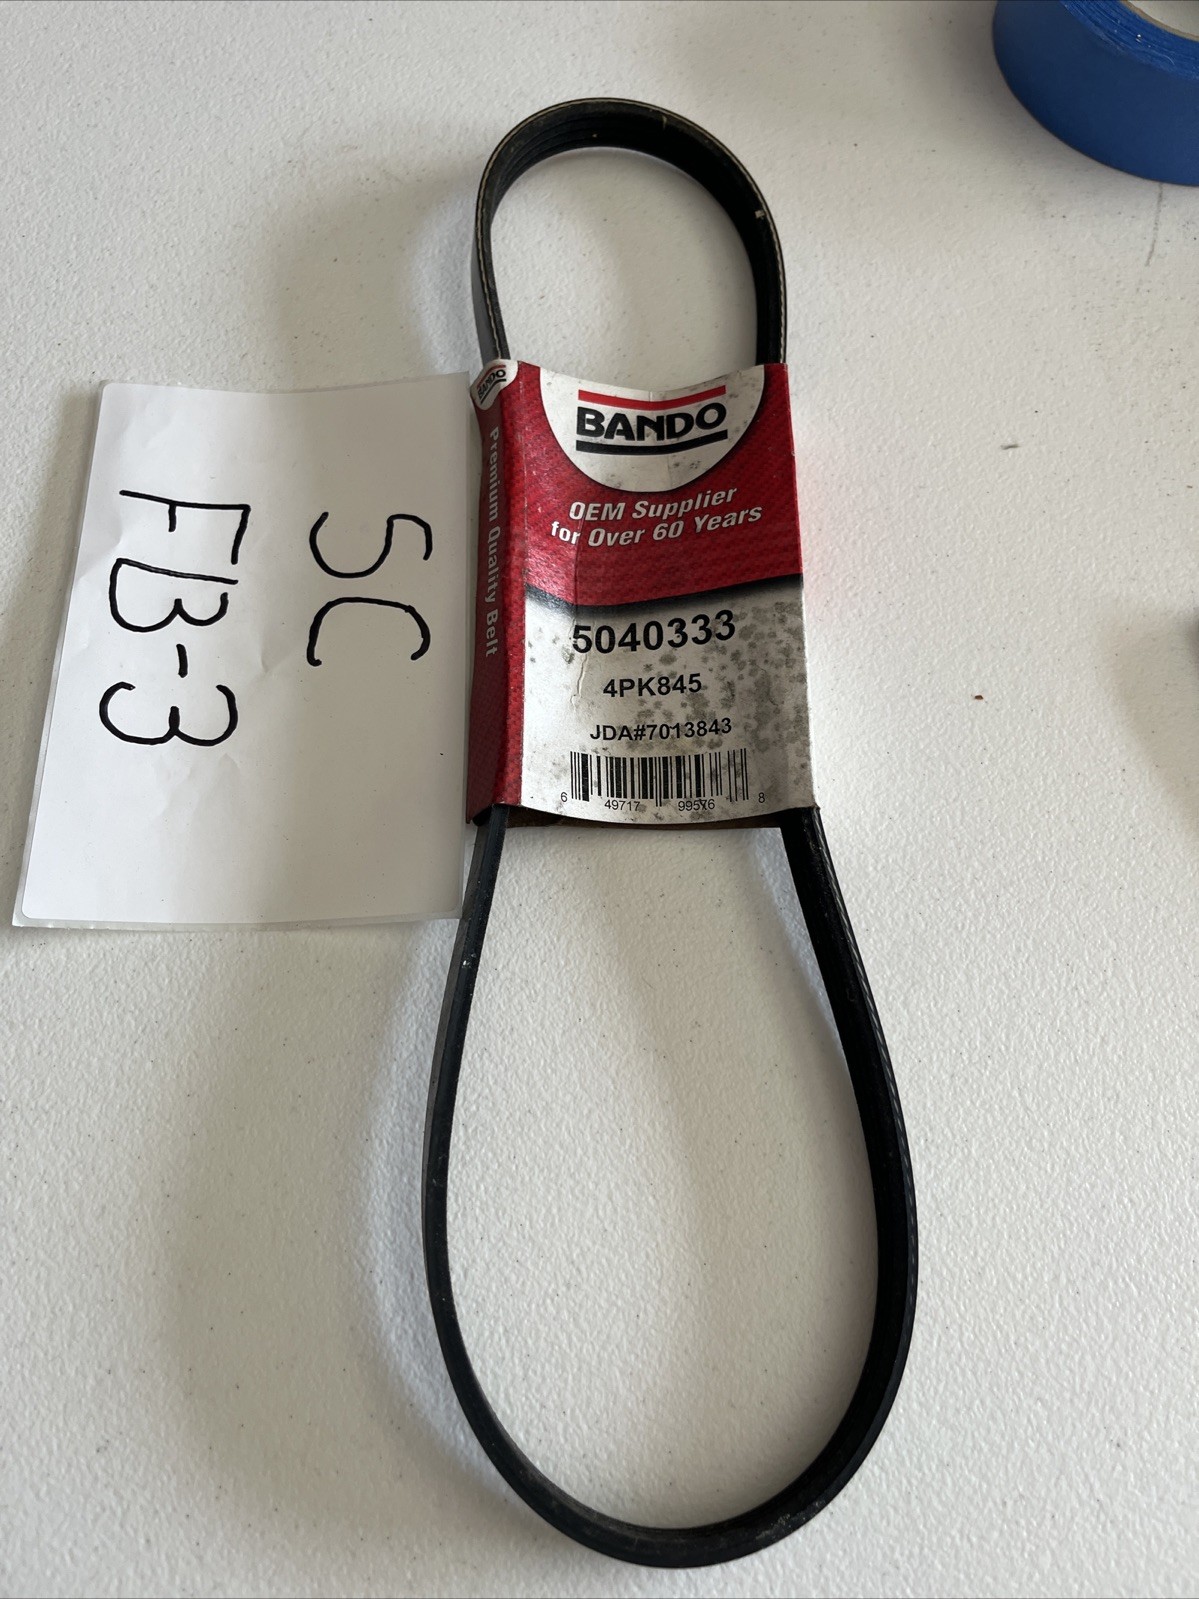 BANDO
BANDO
Premium Quality Belt
OEM Supplier
for Over 60 Years
5040333
4PK845
JDA#7013843
6 49717 99576 8
5C
FB-3